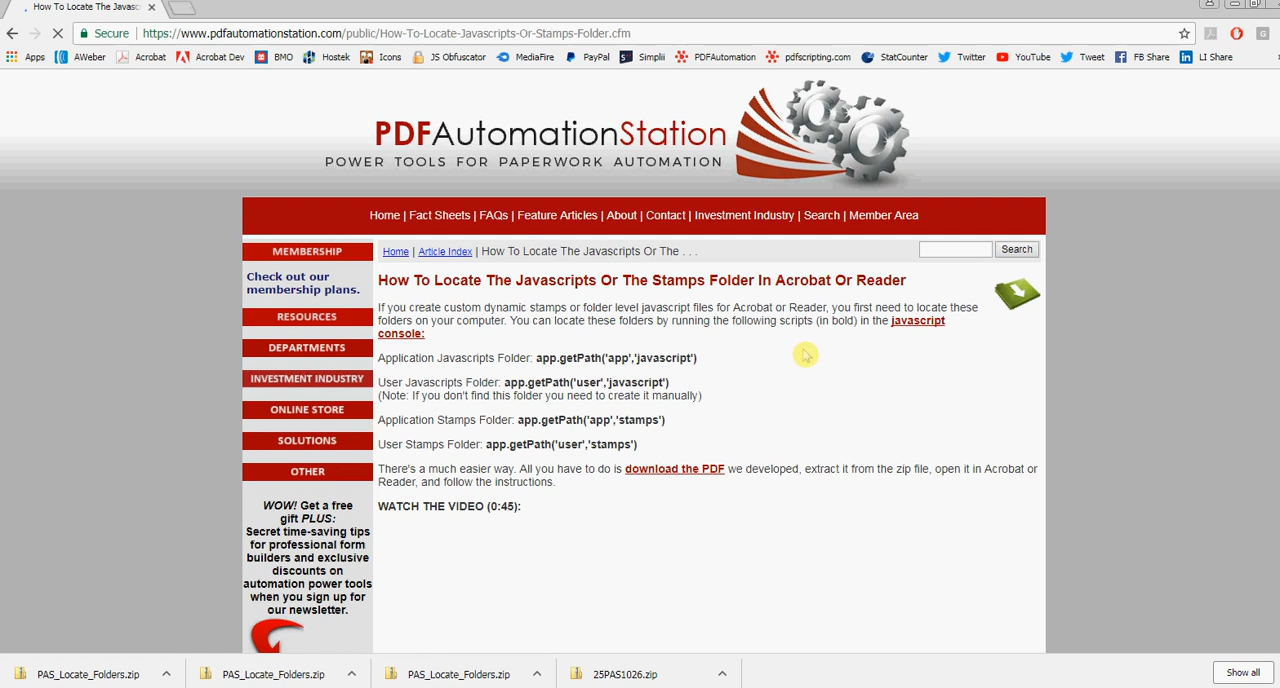 How To Locate The Javasc
Secure | https://www.pdfautomationstation.com/public/How-To-Locate-Javascripts-Or-Stamps-Folder.cfm
Apps AWeber Acrobat Acrobat Dev BMO Hostek Icons JS Obfuscator MediaFire PayPal Simplii PDFAutomation pdfscripting.com StatCounter Twitter YouTube Tweet FB Share LI Share
PDFAutomationStation
POWER TOOLS FOR PAPERWORK AUTOMATION
Home | Fact Sheets | FAQs | Feature Articles | About | Contact | Investment Industry | Search | Member Area
MEMBERSHIP
Check out our
membership plans.
RESOURCES
DEPARTMENTS
INVESTMENT INDUSTRY
ONLINE STORE
SOLUTIONS
OTHER
WOW! Get a free
gift PLUS:
Secret time-saving tips
for professional form
builders and exclusive
discounts on
automation power tools
when you sign up for
our newsletter.
Home | Article Index | How To Locate The Javascripts Or The . . .
Search
How To Locate The Javascripts Or The Stamps Folder In Acrobat Or Reader
If you create custom dynamic stamps or folder level javascript files for Acrobat or Reader, you first need to locate these
folders on your computer. You can locate these folders by running the following scripts (in bold) in the javascript
console:
Application Javascripts Folder: app.getPath('app','javascript')
User Javascripts Folder: app.getPath('user','javascript')
(Note: If you don't find this folder you need to create it manually)
Application Stamps Folder: app.getPath('app','stamps')
User Stamps Folder: app.getPath('user','stamps')
There's a much easier way. All you have to do is download the PDF we developed, extract it from the zip file, open it in Acrobat or
Reader, and follow the instructions.
WATCH THE VIDEO (0:45):
PAS_Locate_Folders.zip
PAS_Locate_Folders.zip
PAS_Locate_Folders.zip
25PAS1026.zip
Show all